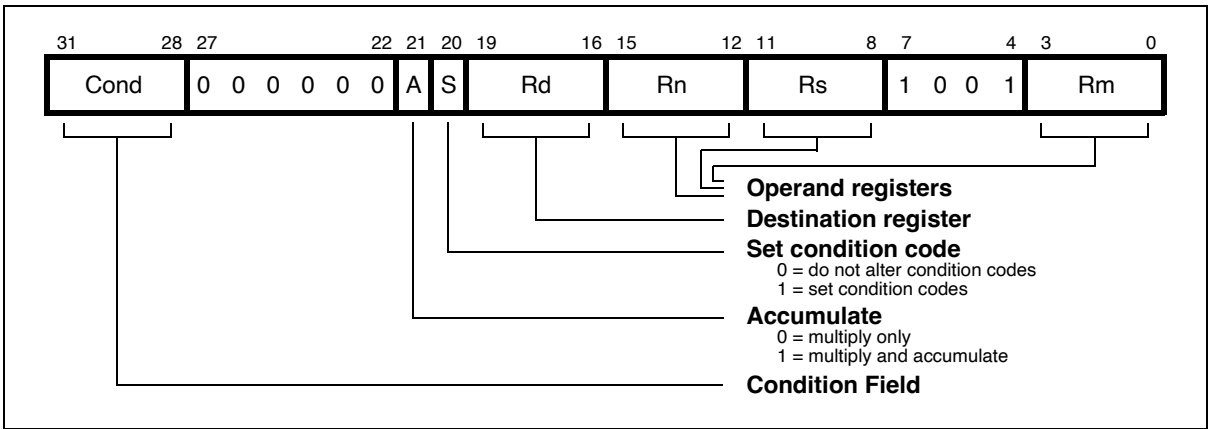 31 28 27 22 21 20 19 16 15 12 11 8 7 4 3 0
Cond 0 0 0 0 0 0 A S Rd Rn Rs 1 0 0 1 Rm
Operand registers
Destination register
Set condition code
0 = do not alter condition codes
1 = set condition codes
Accumulate
0 = multiply only
1 = multiply and accumulate
Condition Field